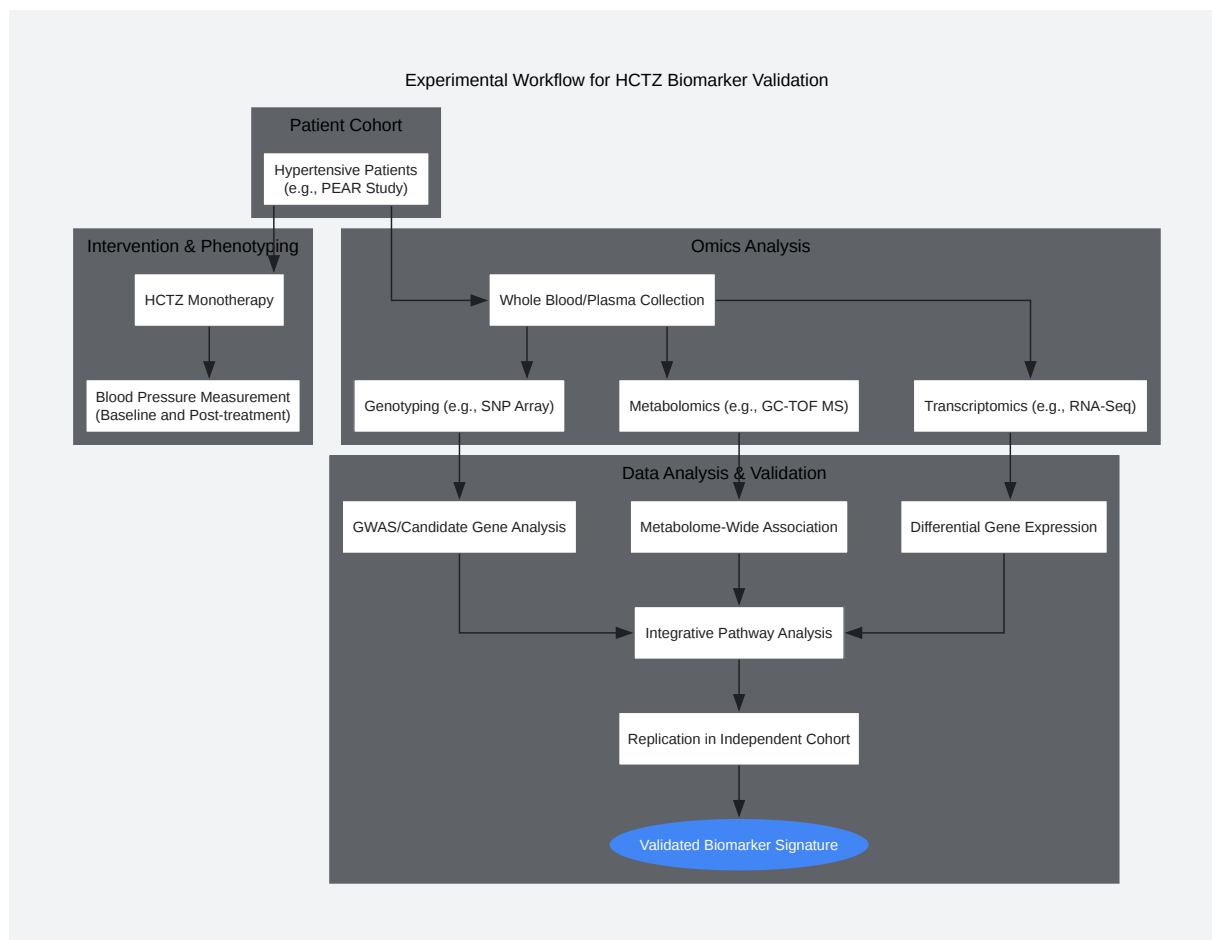 Experimental Workflow for HCTZ Biomarker Validation
Patient Cohort
Hypertensive Patients
(e.g., PEAR Study)
Intervention & Phenotyping
HCTZ Monotherapy
Blood Pressure Measurement
(Baseline and Post-treatment)
Omics Analysis
Whole Blood/Plasma Collection
Genotyping (e.g., SNP Array)
Metabolomics (e.g., GC-TOF MS)
Transcriptomics (e.g., RNA-Seq)
Data Analysis & Validation
GWAS/Candidate Gene Analysis
Metabolome-Wide Association
Differential Gene Expression
Integrative Pathway Analysis
Replication in Independent Cohort
Validated Biomarker Signature